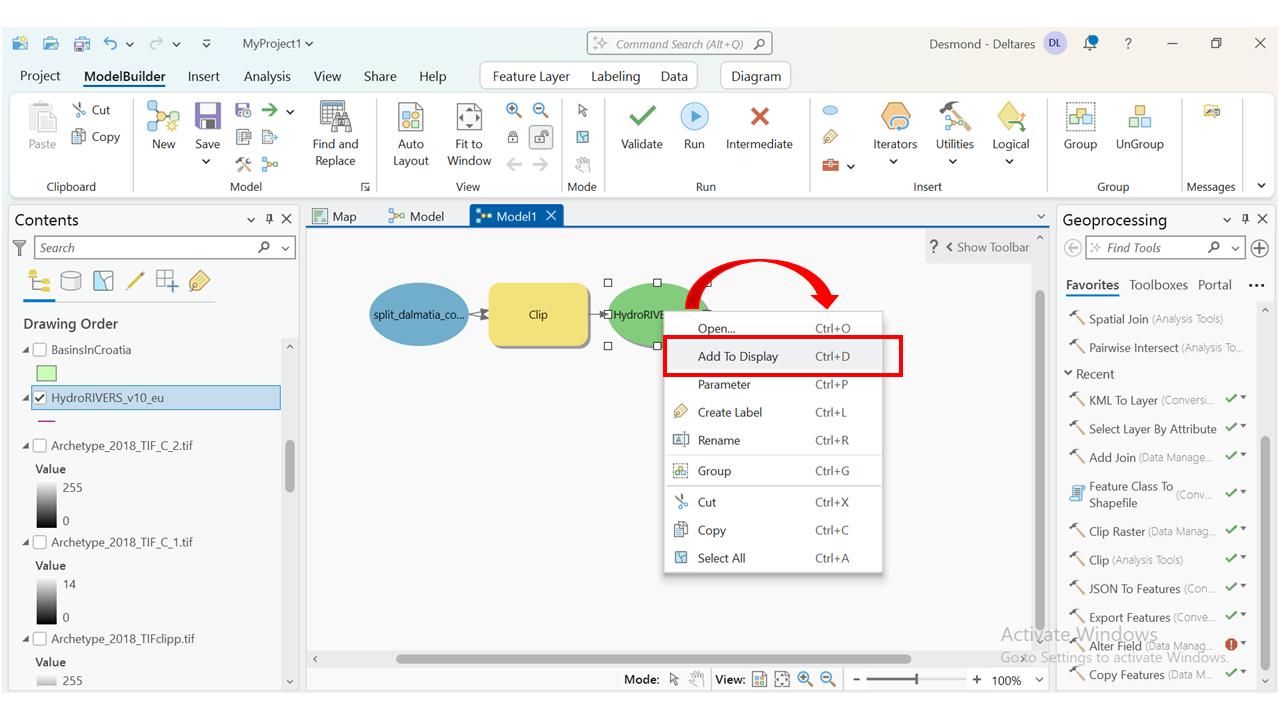 MyProject1
Command Search (Alt+Q)
Desmond - Deltares
DL
?
Project
ModelBuilder
Insert
Analysis
View
Share
Help
Feature Layer
Labeling
Data
Diagram
Paste
Cut
Copy
Clipboard
New
Save
Find and
Replace
Model
Auto
Layout
Fit to
Window
View
Mode
Validate
Run
Intermediate
Run
Iterators
Utilities
Logical
Insert
Group
UnGroup
Group
Messages
Contents
Search
Drawing Order
BasinsInCroatia
HydroRIVERS_v10_eu
Archetype_2018_TIF_C_2.tif
Value
255
0
Archetype_2018_TIF_C_1.tif
Value
14
0
Archetype_2018_TIFclipp.tif
Value
255
Map
Model
Model1
? Show Toolbar
split_dalmatia_co...
Clip
HydroRIVE
Open... Ctrl+O
Add To Display Ctrl+D
Parameter Ctrl+P
Create Label Ctrl+L
Rename Ctrl+R
Group Ctrl+G
Cut Ctrl+X
Copy Ctrl+C
Select All Ctrl+A
Mode:
View:
100%
Geoprocessing
Find Tools
Favorites
Toolboxes
Portal
Spatial Join (Analysis Tools)
Pairwise Intersect (Analysis To...
Recent
KML To Layer (Conversi...
Select Layer By Attribute
Add Join (Data Manage...
Feature Class To
Shapefile (Conv...
Clip Raster (Data Manag...
Clip (Analysis Tools)
JSON To Features (Con...
Export Features (Conve...
Alter Field (Data Manag...
Copy Features (Data M...
Activate Windows
Go to Settings to activate Windows.